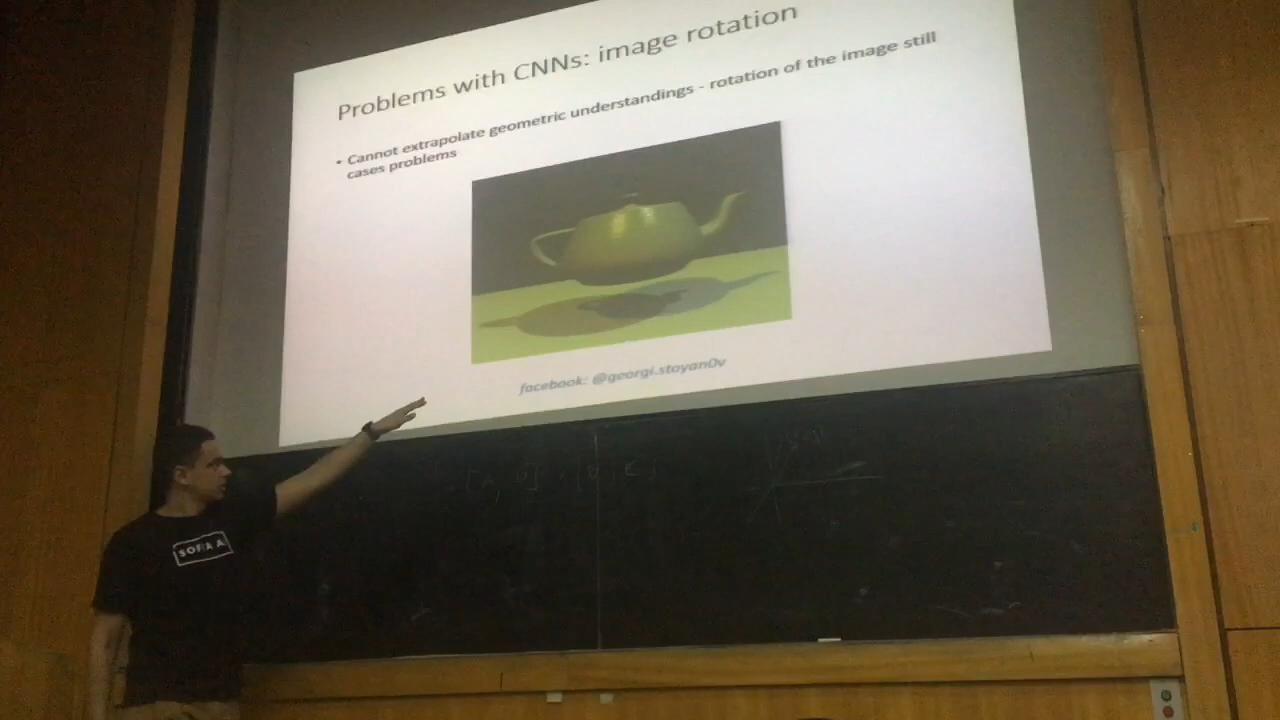 Problems with CNNs: image rotation
• Cannot extrapolate geometric understandings - rotation of the image still
cases problems
facebook: @georgi.stoyan0v